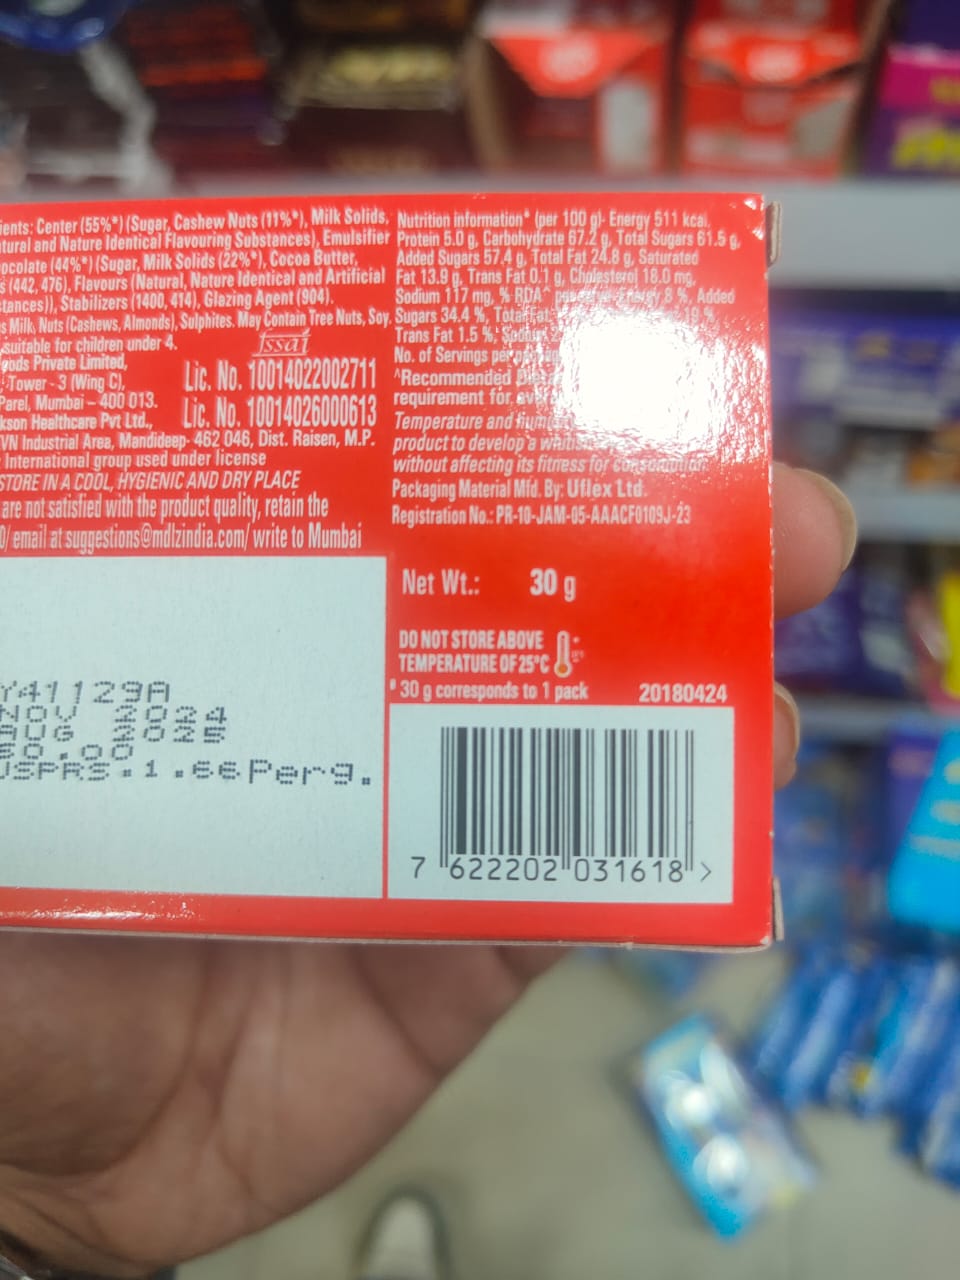 ients: Center (55%*) (Sugar, Cashew Nuts (11%*), Milk Solids,
tural and Nature Identical Flavouring Substances), Emulsifier
ocolate (44%*) (Sugar, Milk Solids (22%*), Cocoa Butter,
s (442, 476), Flavours (Natural, Nature Identical and Artificial
stances)), Stabilizers (1400, 414), Glazing Agent (904).
s Milk, Nuts (Cashews, Almonds), Sulphites. May Contain Tree Nuts, Soy.
suitable for children under 4.
fssai
oods Private Limited,
Tower - 3 (Wing C),
Parel, Mumbai - 400 013.
kson Healthcare Pvt Ltd.,
Lic. No. 10014022002711
Lic. No. 10014026000613
VN Industrial Area, Mandideep- 462 046, Dist. Raisen, M.P.
International group used under license
STORE IN A COOL, HYGIENIC AND DRY PLACE
are not satisfied with the product quality, retain the
0/ email at suggestions@mdlzindia.com/ write to Mumbai
Nutrition information* (per 100 g)- Energy 511 kcal,
Protein 5.0 g, Carbohydrate 67.2 g, Total Sugars 61.5 g,
Added Sugars 57.4 g, Total Fat 24.8 g, Saturated
Fat 13.9 g, Trans Fat 0.1 g, Cholesterol 18.0 mg,
Sodium 117 mg, % RDA^ Energy 8 %, Added
Sugars 34.4 %, Total Fat 19 %
Trans Fat 1.5 %, Sodium
No. of Servings per
^Recommended
requirement for
Temperature and
product to develop a
without affecting its fitness for consumption
Packaging Material Mfd. By: Uflex Ltd.
Registration No.: PR-10-JAM-05-AAACF0109J-23
Net Wt.: 30 g
DO NOT STORE ABOVE
TEMPERATURE OF 25°C
30 g corresponds to 1 pack 20180424
Y41129A
NOV 2024
AUG 2025
50.00
USPRS.1.66Perg.
7 622202 031618 >